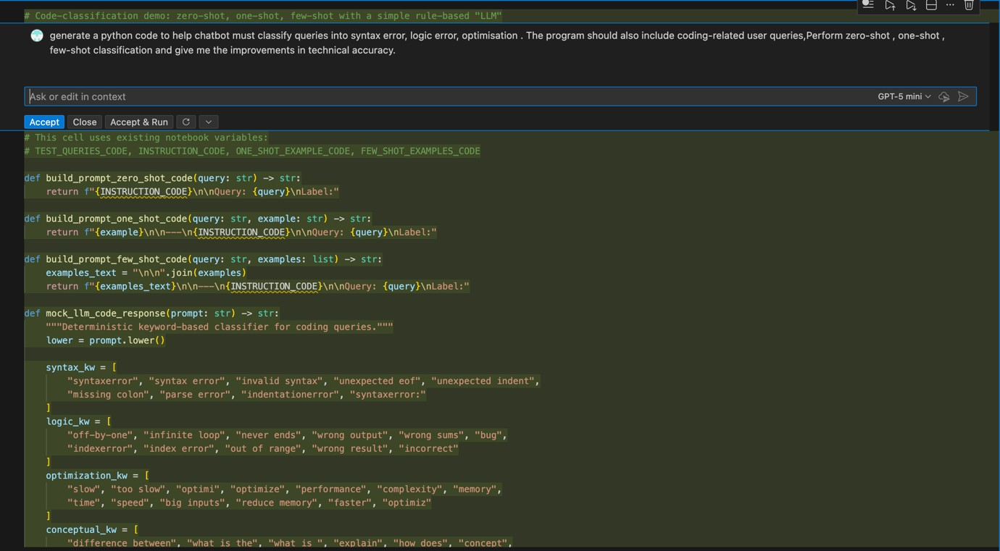 # Code-classification demo: zero-shot, one-shot, few-shot with a simple rule-based "LLM"
generate a python code to help chatbot must classify queries into syntax error, logic error, optimisation . The program should also include coding-related user queries,Perform zero-shot , one-shot ,
few-shot classification and give me the improvements in technical accuracy.
Ask or edit in context
GPT-5 mini
Accept Close Accept & Run
# This cell uses existing notebook variables:
# TEST_QUERIES_CODE, INSTRUCTION_CODE, ONE_SHOT_EXAMPLE_CODE, FEW_SHOT_EXAMPLES_CODE
def build_prompt_zero_shot_code(query: str) -> str:
    return f"{INSTRUCTION_CODE}\n\nQuery: {query}\nLabel:"
def build_prompt_one_shot_code(query: str, example: str) -> str:
    return f"{example}\n\n---\n{INSTRUCTION_CODE}\n\nQuery: {query}\nLabel:"
def build_prompt_few_shot_code(query: str, examples: list) -> str:
    examples_text = "\n\n".join(examples)
    return f"{examples_text}\n\n---\n{INSTRUCTION_CODE}\n\nQuery: {query}\nLabel:"
def mock_llm_code_response(prompt: str) -> str:
    """Deterministic keyword-based classifier for coding queries."""
    lower = prompt.lower()
    syntax_kw = [
        "syntaxerror", "syntax error", "invalid syntax", "unexpected eof", "unexpected indent",
        "missing colon", "parse error", "indentationerror", "syntaxerror:"
    ]
    logic_kw = [
        "off-by-one", "infinite loop", "never ends", "wrong output", "wrong sums", "bug",
        "indexerror", "index error", "out of range", "wrong result", "incorrect"
    ]
    optimization_kw = [
        "slow", "too slow", "optimi", "optimize", "performance", "complexity", "memory",
        "time", "speed", "big inputs", "reduce memory", "faster", "optimiz"
    ]
    conceptual_kw = [
        "difference between", "what is the", "what is ", "explain", "how does", "concept",